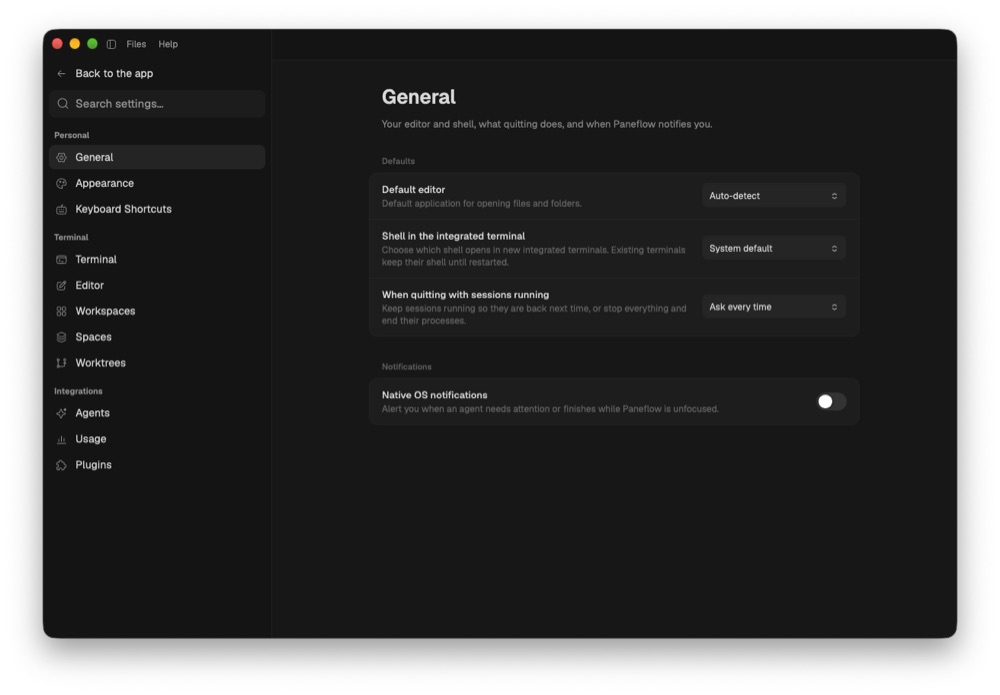 Files Help
Back to the app
Search settings...
Personal
General
Appearance
Keyboard Shortcuts
Terminal
Terminal
Editor
Workspaces
Spaces
Worktrees
Integrations
Agents
Usage
Plugins
General
Your editor and shell, what quitting does, and when Paneflow notifies you.
Defaults
Default editor
Default application for opening files and folders.
Auto-detect
Shell in the integrated terminal
Choose which shell opens in new integrated terminals. Existing terminals
keep their shell until restarted.
System default
When quitting with sessions running
Keep sessions running so they are back next time, or stop everything and
end their processes.
Ask every time
Notifications
Native OS notifications
Alert you when an agent needs attention or finishes while Paneflow is unfocused.